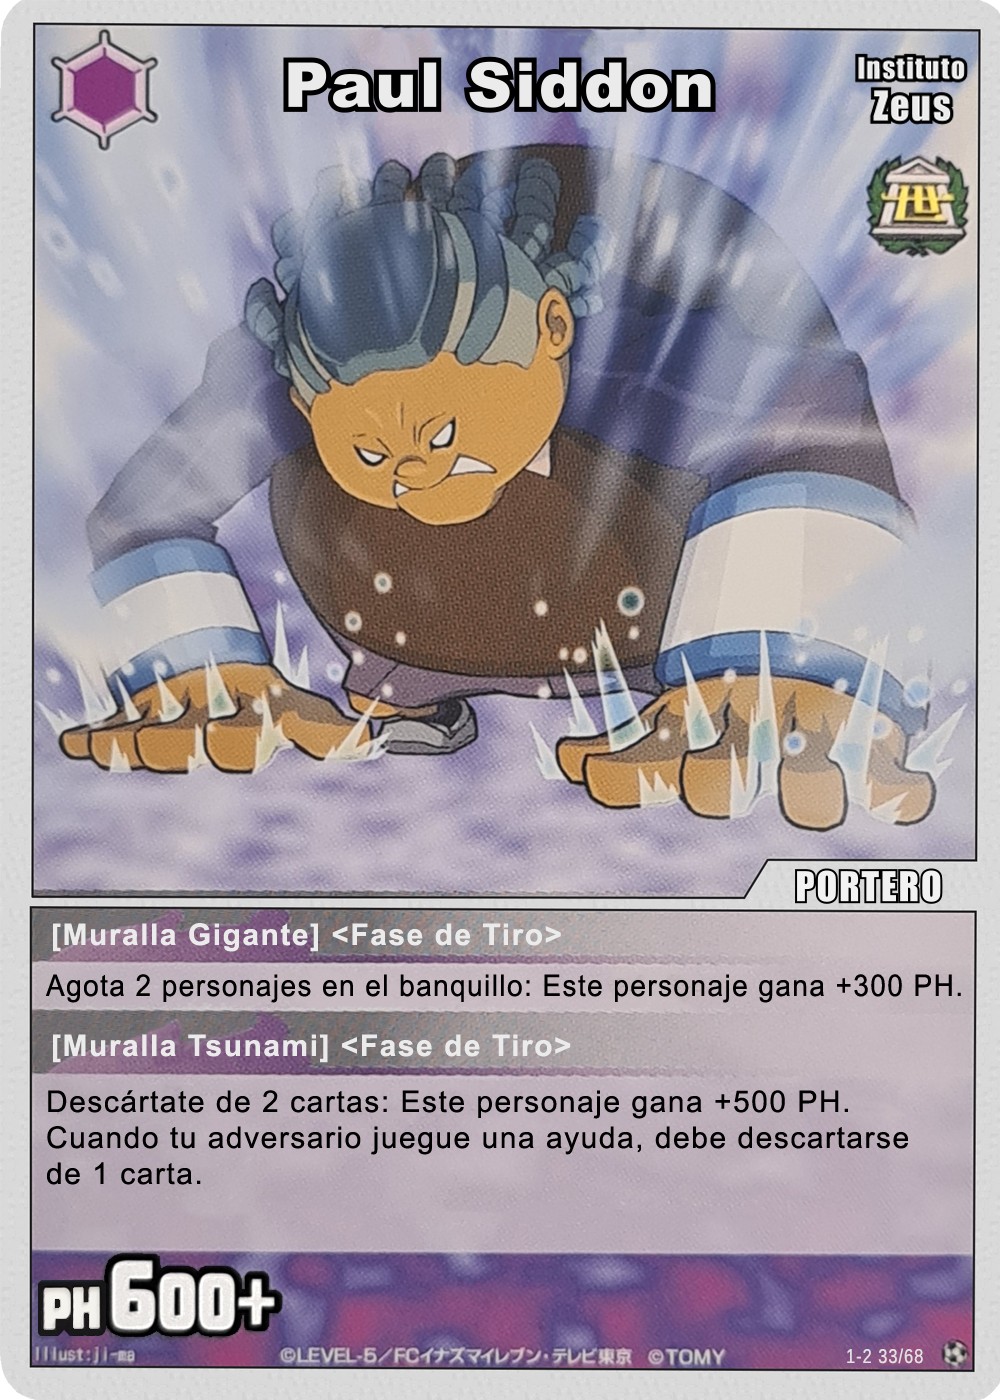 Paul Siddon
Instituto
Zeus
PORTERO
[Muralla Gigante] <Fase de Tiro>
Agota 2 personajes en el banquillo: Este personaje gana +300 PH.
[Muralla Tsunami] <Fase de Tiro>
Descártate de 2 cartas: Este personaje gana +500 PH.
Cuando tu adversario juegue una ayuda, debe descartarse
de 1 carta.
PH600+
Illust:ji-ma
©LEVEL-5／FCイナズマイレブン・テレビ東京 ©TOMY
1-2 33/68